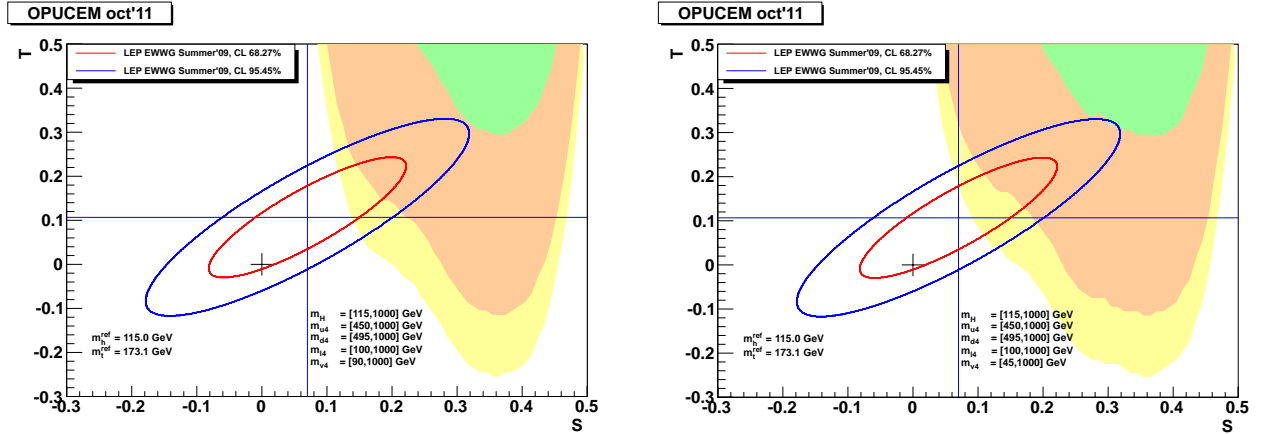 OPUCEM oct'11
T
LEP EWWG Summer'09, CL 68.27%
LEP EWWG Summer'09, CL 95.45%
0.5
0.4
0.3
0.2
0.1
0
-0.1
-0.2
-0.3
m_h^ref = 115.0 GeV
m_t^ref = 173.1 GeV
m_H = [115,1000] GeV
m_u4 = [450,1000] GeV
m_d4 = [495,1000] GeV
m_l4 = [100,1000] GeV
m_v4 = [90,1000] GeV
-0.3 -0.2 -0.1 0 0.1 0.2 0.3 0.4 0.5
S
OPUCEM oct'11
T
LEP EWWG Summer'09, CL 68.27%
LEP EWWG Summer'09, CL 95.45%
0.5
0.4
0.3
0.2
0.1
0
-0.1
-0.2
-0.3
m_h^ref = 115.0 GeV
m_t^ref = 173.1 GeV
m_H = [115,1000] GeV
m_u4 = [450,1000] GeV
m_d4 = [495,1000] GeV
m_l4 = [100,1000] GeV
m_v4 = [45,1000] GeV
-0.3 -0.2 -0.1 0 0.1 0.2 0.3 0.4 0.5
S